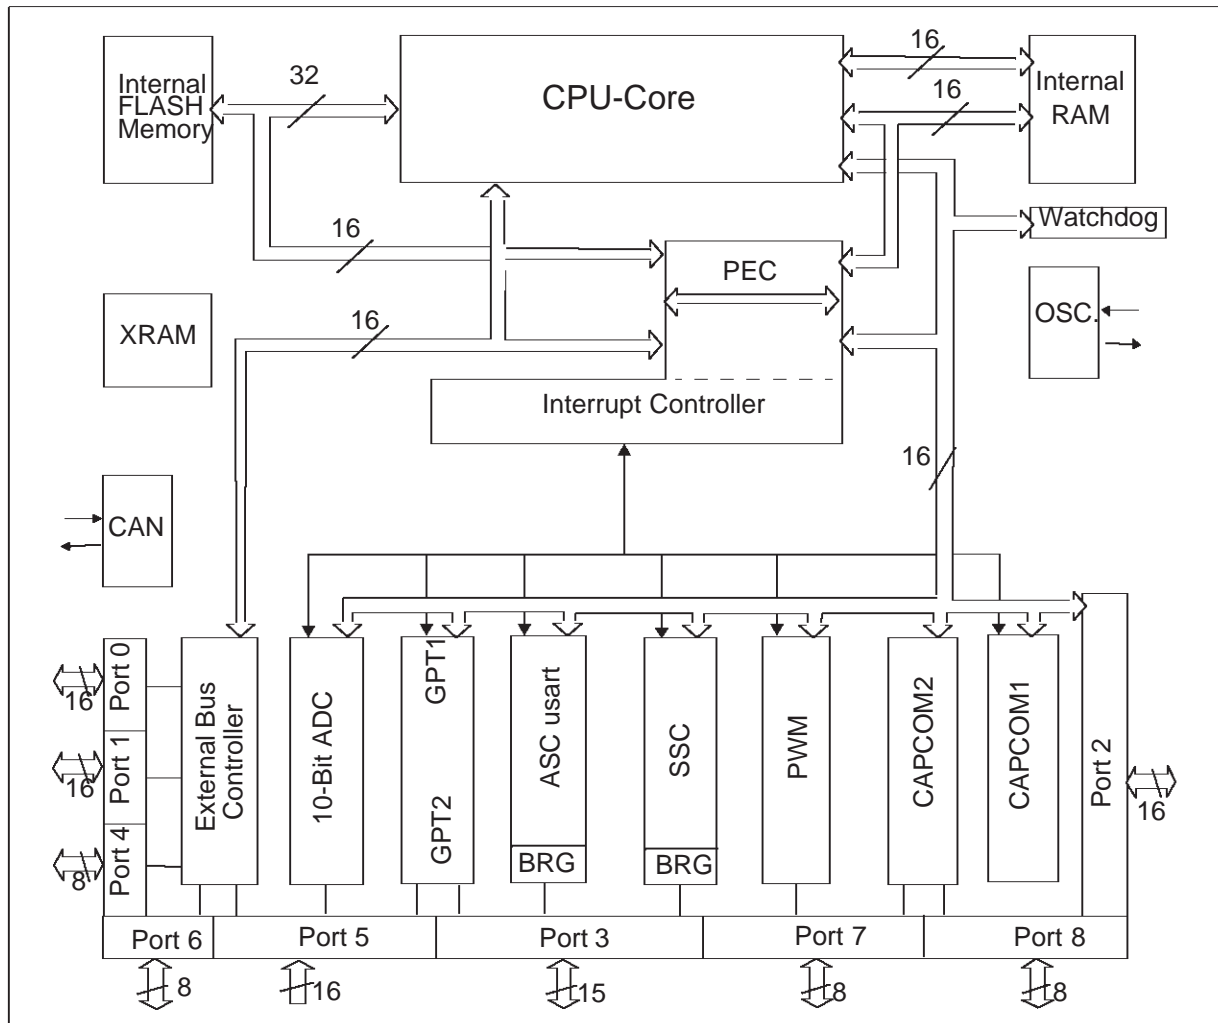 Internal
FLASH
Memory
32
CPU-Core
16
Internal
RAM
16
16
Watchdog
PEC
XRAM
16
OSC.
Interrupt Controller
16
CAN
Port 0
16
Port 1
16
Port 4
8
External Bus
Controller
10-Bit ADC
GPT1
GPT2
ASC usart
BRG
SSC
BRG
PWM
CAPCOM2
CAPCOM1
Port 2
16
Port 6
Port 5
Port 3
Port 7
Port 8
8
16
15
8
8